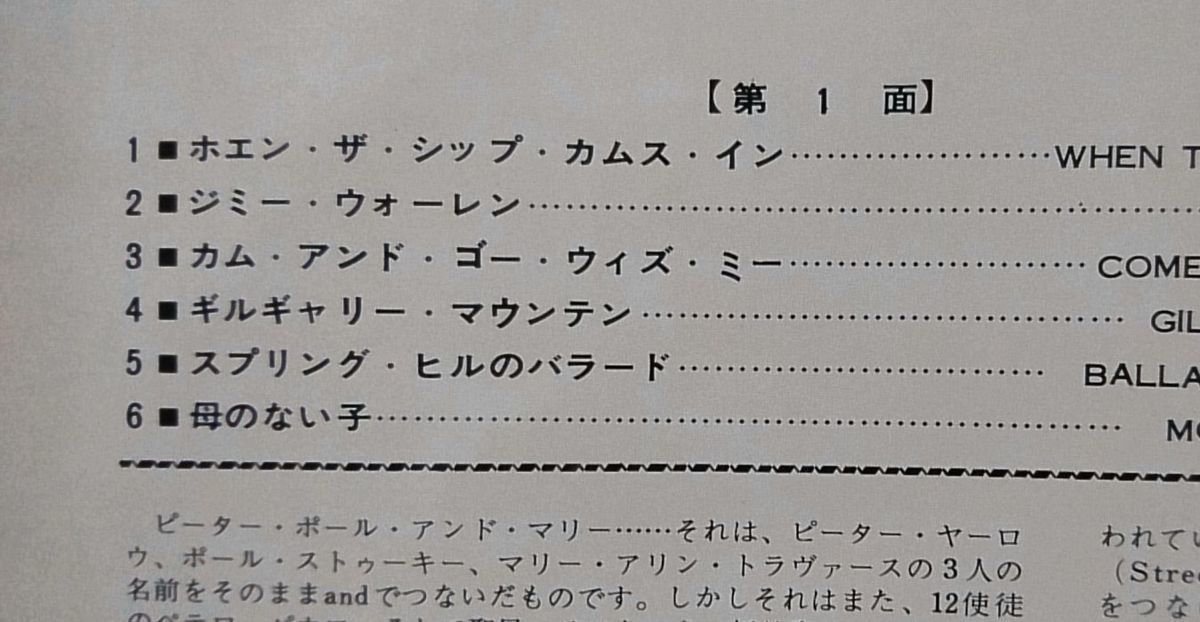 【第 1 面】
1■ホエン・ザ・シップ・カムス・イン……………………WHEN T
2■ジミー・ウォーレン………………………………………………………
3■カム・アンド・ゴー・ウィズ・ミー………………………COME
4■ギルギャリー・マウンテン………………………………………GIL
5■スプリング・ヒルのバラード……………………………BALLA
6■母のない子……………………………………………………………MO
ピーター・ポール・アンド・マリー……それは、ピーター・ヤーロ
ウ、ポール・ストゥーキー、マリー・アリン・トラヴァースの3人の
名前をそのままandでつないだものです。しかしそれはまた、12使徒
われてい
(Stree
をつな